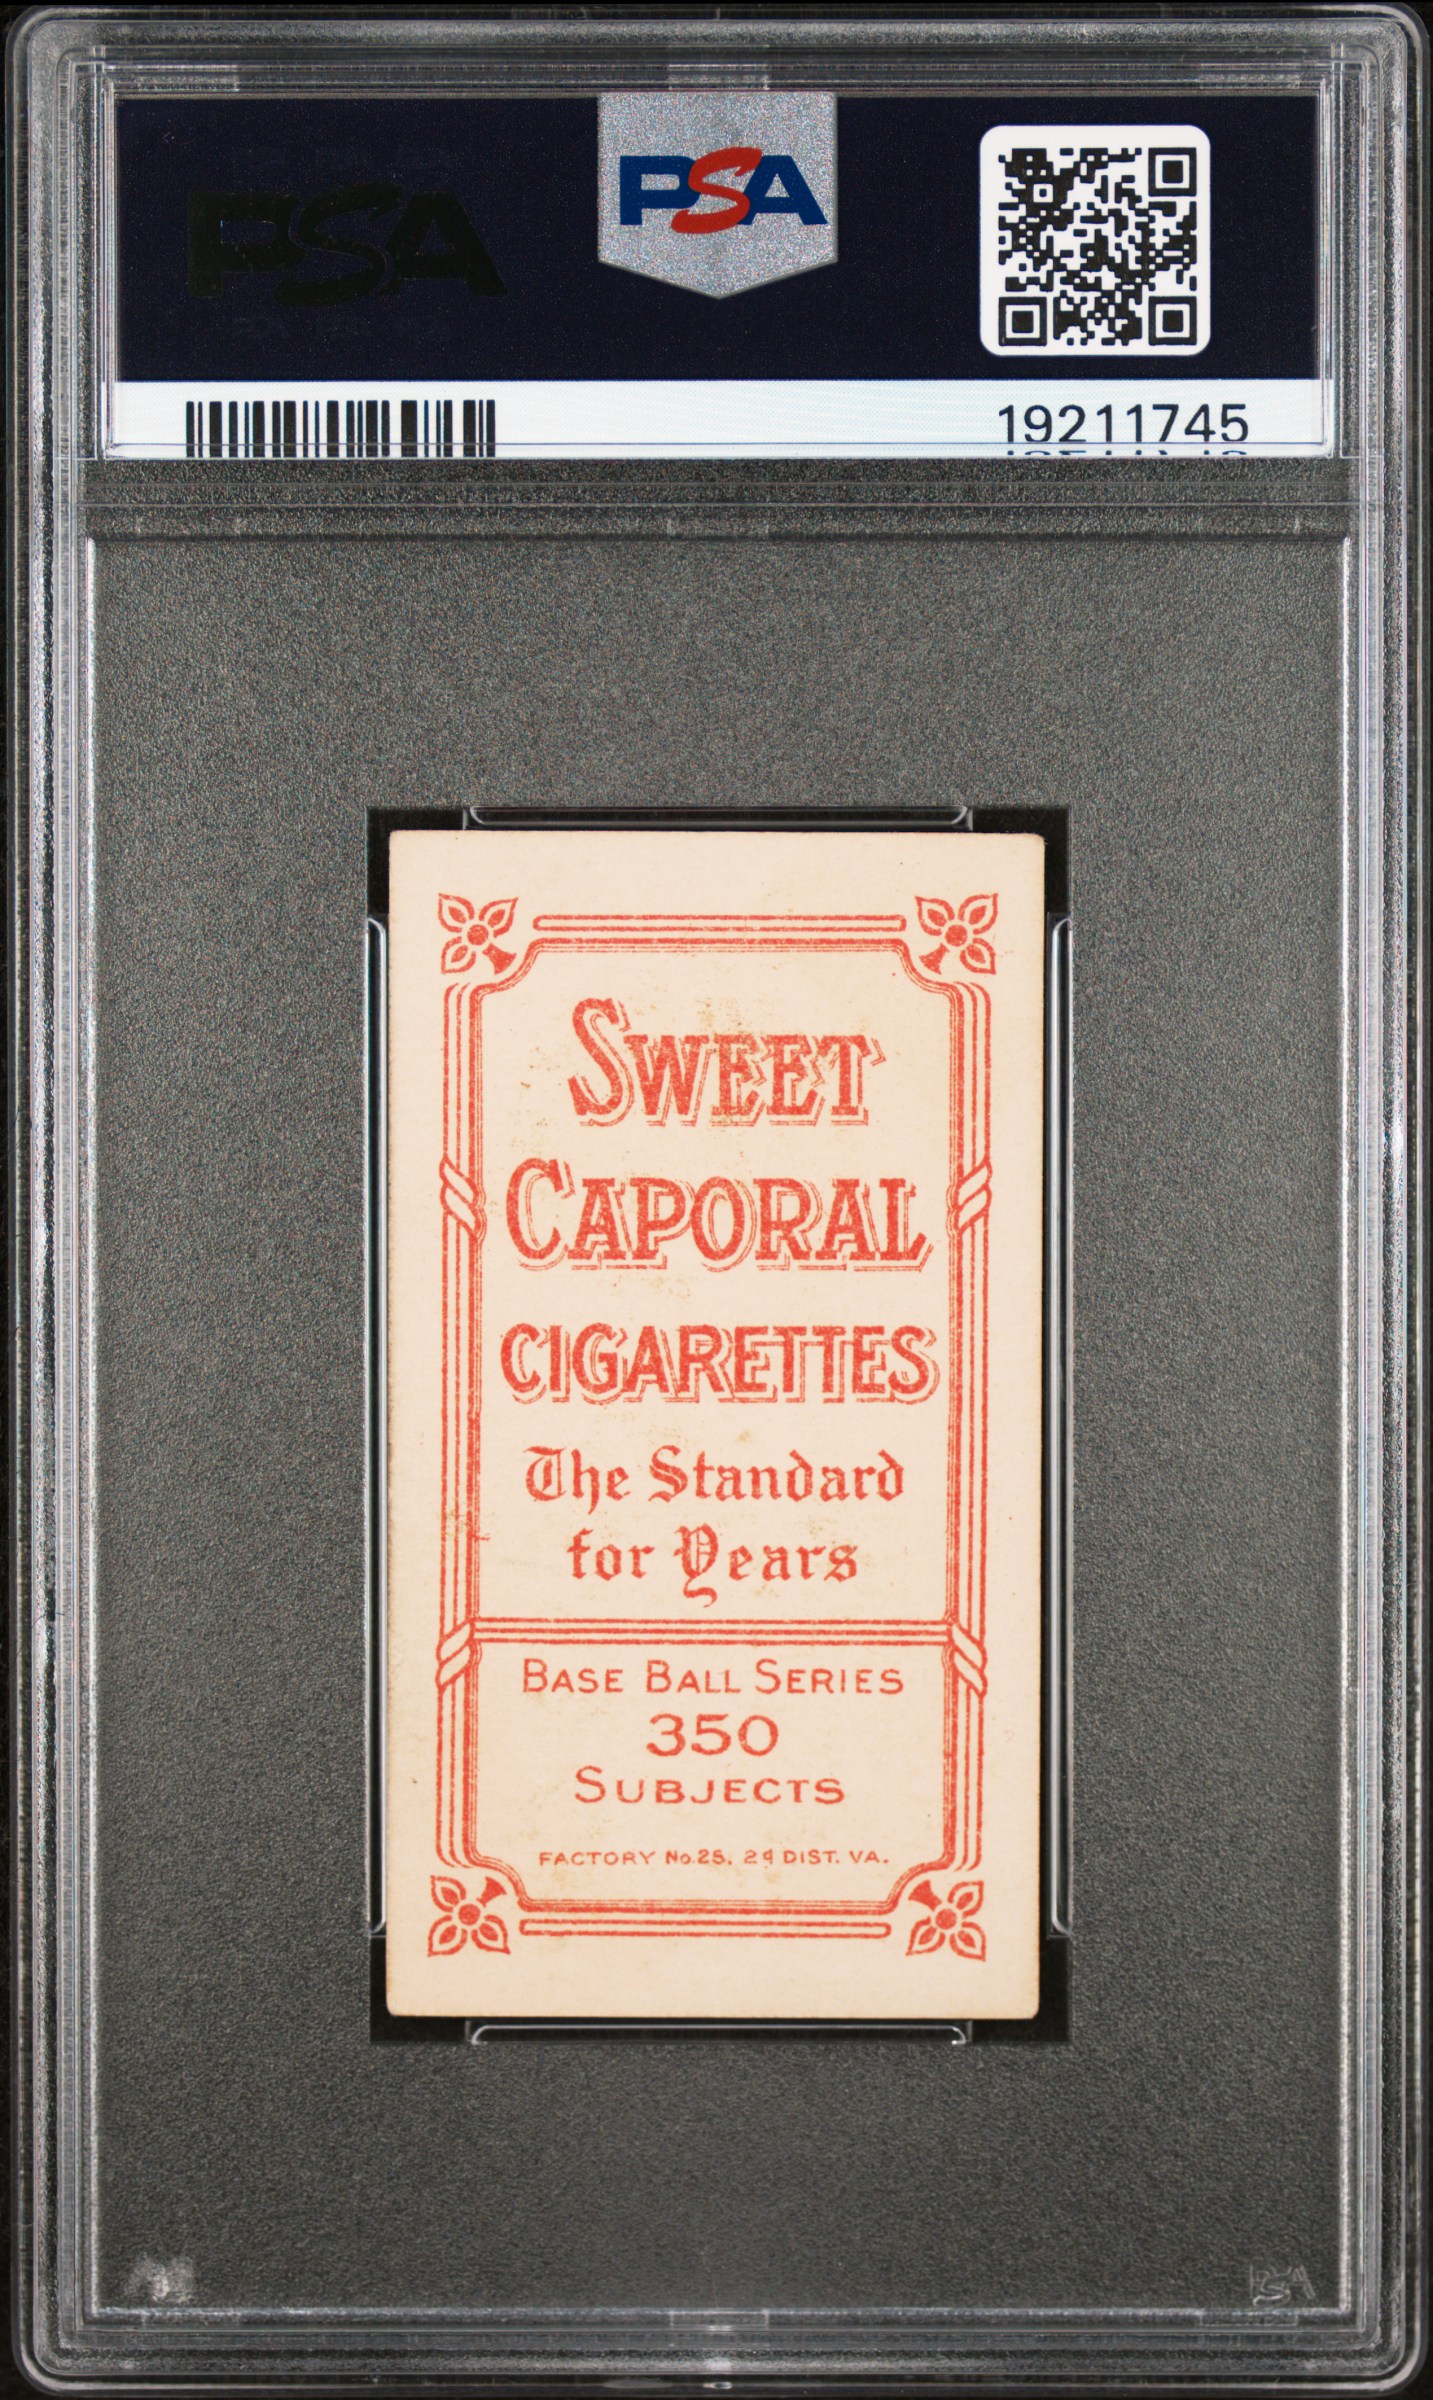 PSA
PSA
19211745
SWEET
CAPORAL
CIGARETTES
The Standard
for Years
BASE BALL SERIES
350
SUBJECTS
FACTORY No.25, 2d DIST. VA.
PSA